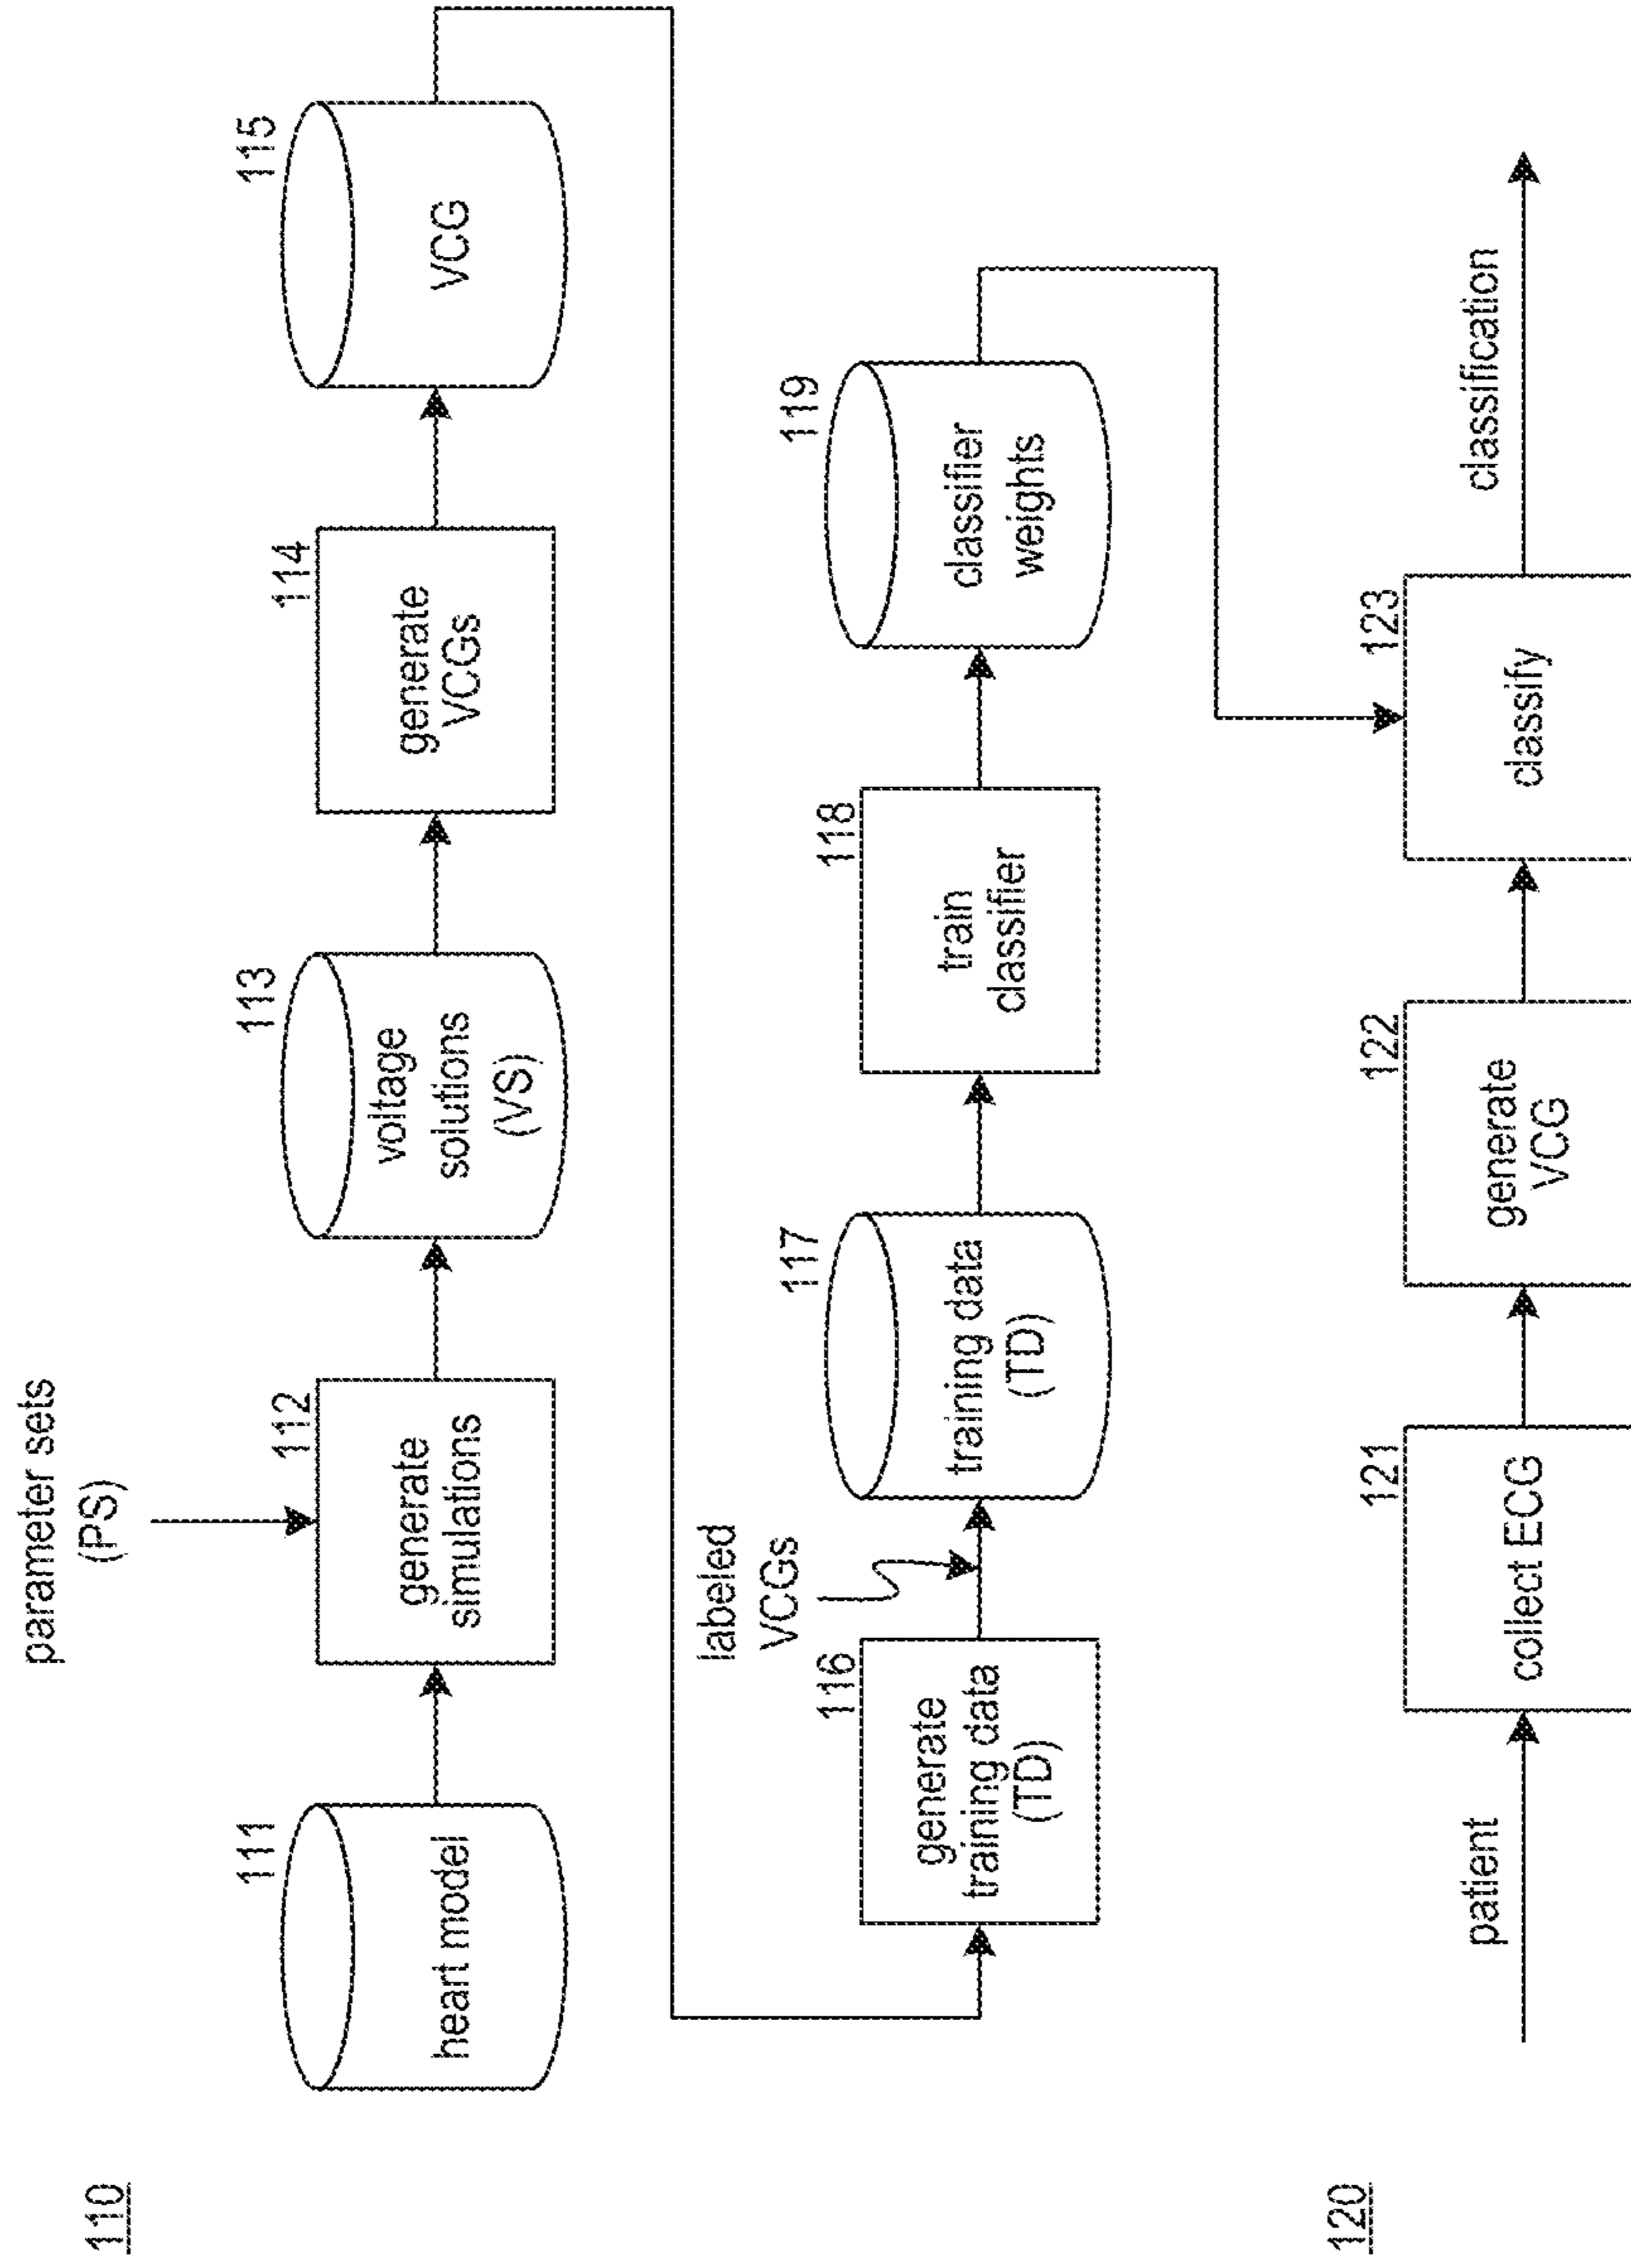 110
parameter sets
(PS)
111
heart model
112
generate
simulations
113
voltage
solutions
(VS)
114
generate
VCGs
115
VCG
labeled
VCGs
116
generate
training data
(TD)
117
training data
(TD)
118
train
classifier
119
classifier
weights
120
patient
121
collect ECG
122
generate
VCG
123
classify
classification